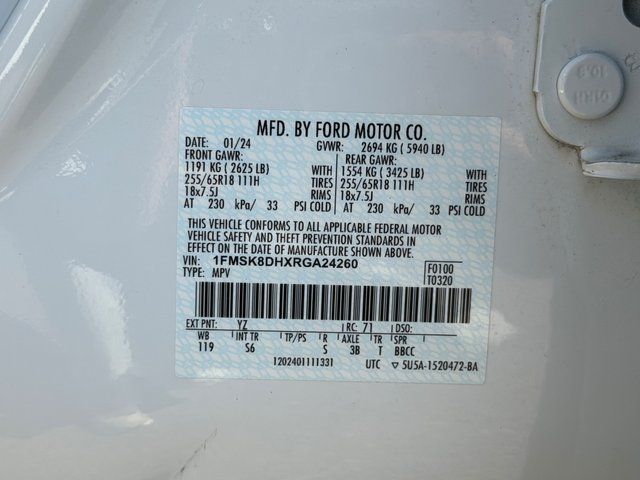 MFD. BY FORD MOTOR CO.
DATE: 01/24 GVWR: 2694 KG ( 5940 LB)
FRONT GAWR: REAR GAWR:
1191 KG ( 2625 LB) WITH 1554 KG ( 3425 LB) WITH
255/65R18 111H TIRES 255/65R18 111H TIRES
18x7.5J RIMS 18x7.5J RIMS
AT 230 kPa/ 33 PSI COLD AT 230 kPa/ 33 PSI COLD
THIS VEHICLE CONFORMS TO ALL APPLICABLE FEDERAL MOTOR
VEHICLE SAFETY AND THEFT PREVENTION STANDARDS IN
EFFECT ON THE DATE OF MANUFACTURE SHOWN ABOVE.
VIN: 1FMSK8DHXRGA24260 F0100
TYPE: MPV T0320
EXT PNT: YZ RC: 71 DSO:
WB INT TR TP/PS R AXLE TR SPR
119 S6 S 3B T BBCC
1202401111331 UTC ▽ 5U5A-1520472-BA
10.9